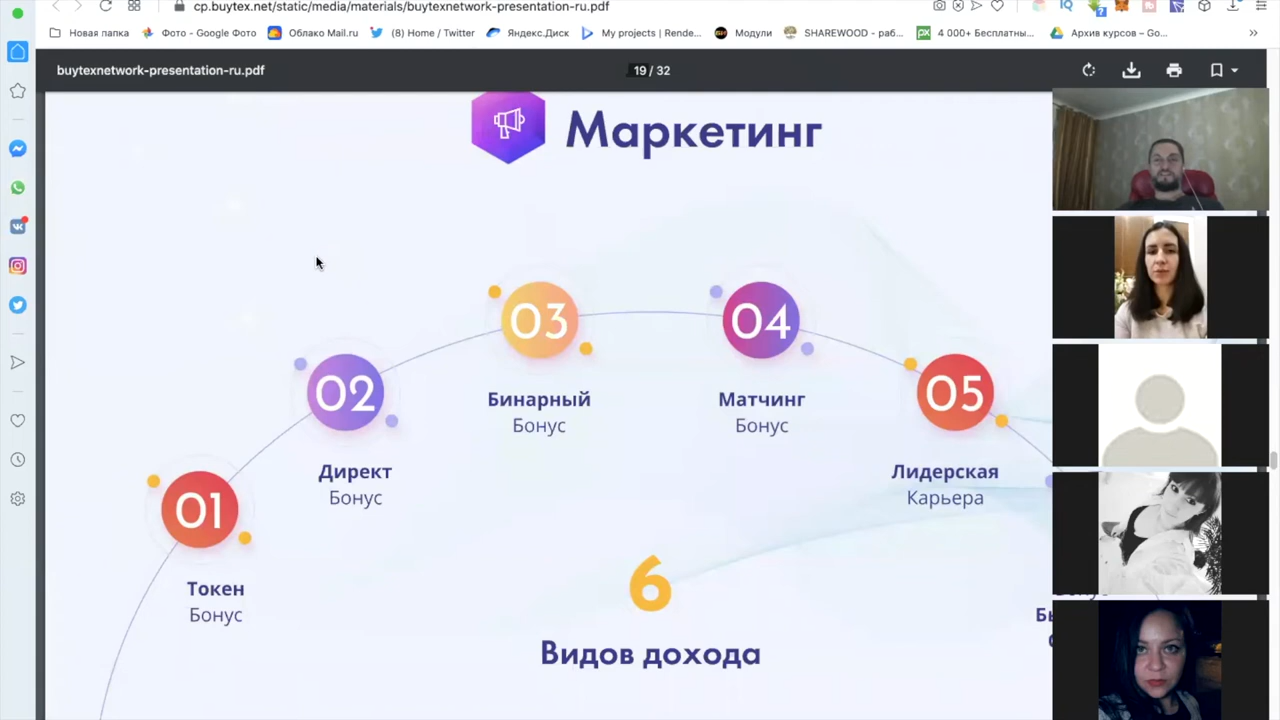 cp.buytex.net/static/media/materials/buytexnetwork-presentation-ru.pdf
Новая папка
Фото - Google Фото
Облако Mail.ru
(8) Home / Twitter
Яндекс.Диск
My projects | Rende...
Модули
SHAREWOOD - раб...
4 000+ Бесплатны...
Архив курсов – Go...
buytexnetwork-presentation-ru.pdf
19 / 32
Маркетинг
03
Бинарный
Бонус
04
Матчинг
Бонус
02
Директ
Бонус
05
Лидерская
Карьера
01
Токен
Бонус
6
Видов дохода